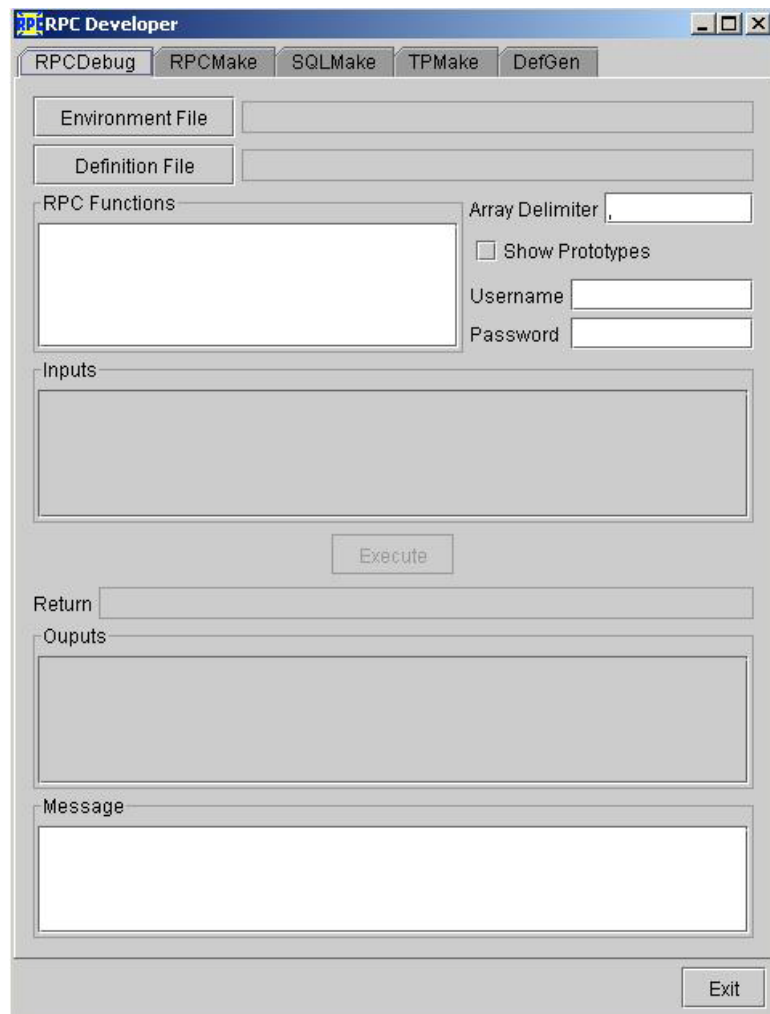 RPC Developer
RPCDebug RPCMake SQLMake TPMake DefGen
Environment File
Definition File
RPC Functions
Array Delimiter ,
Show Prototypes
Username
Password
Inputs
Execute
Return
Ouputs
Message
Exit